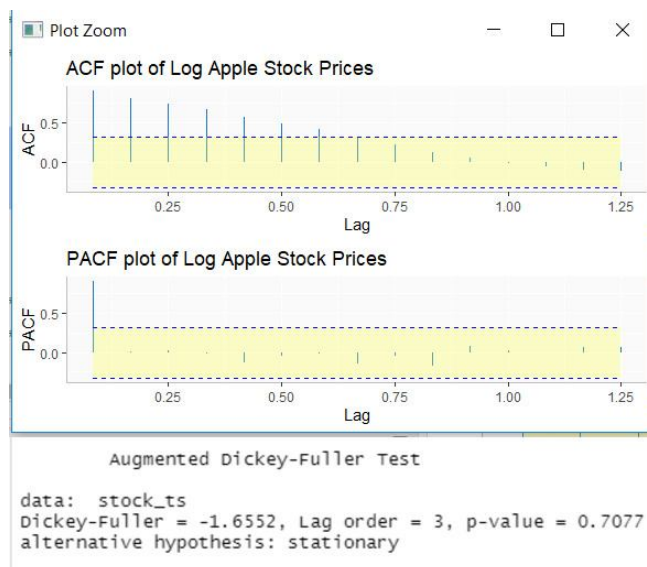 Plot Zoom
ACF plot of Log Apple Stock Prices
ACF
0.5
0.0
0.25 0.50 0.75 1.00 1.25
Lag
PACF plot of Log Apple Stock Prices
PACF
0.5
0.0
0.25 0.50 0.75 1.00 1.25
Lag
Augmented Dickey-Fuller Test
data: stock_ts
Dickey-Fuller = -1.6552, Lag order = 3, p-value = 0.7077
alternative hypothesis: stationary